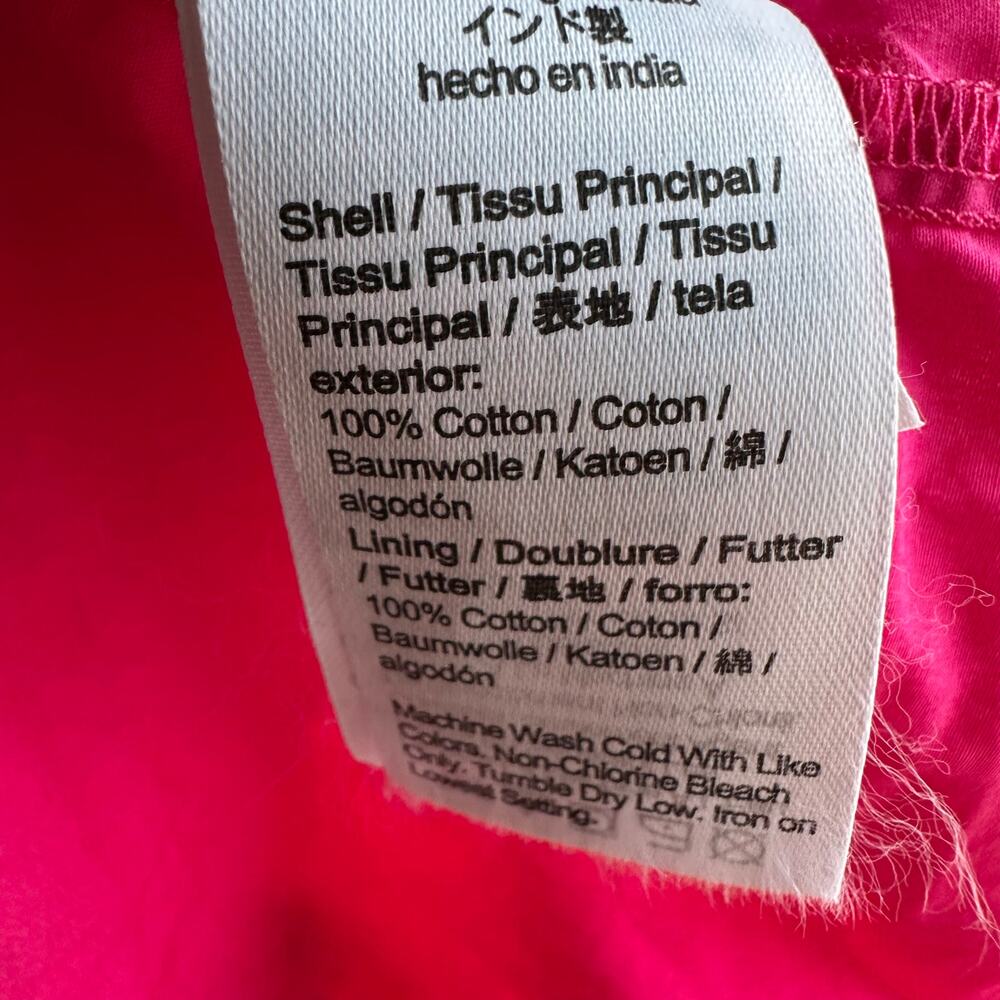 india
インド製
hecho en india
Shell / Tissu Principal /
Tissu Principal / Tissu
Principal / 表地 / tela
exterior:
100% Cotton / Coton /
Baumwolle / Katoen / 綿 /
algodón
Lining / Doublure / Futter
/ Futter / 裏地 / forro:
100% Cotton / Coton /
Baumwolle / Katoen / 綿 /
algodón
Machine Wash Cold With Like
Colors. Non-Chlorine Bleach
Only. Tumble Dry Low. Iron on
Lowest Setting.